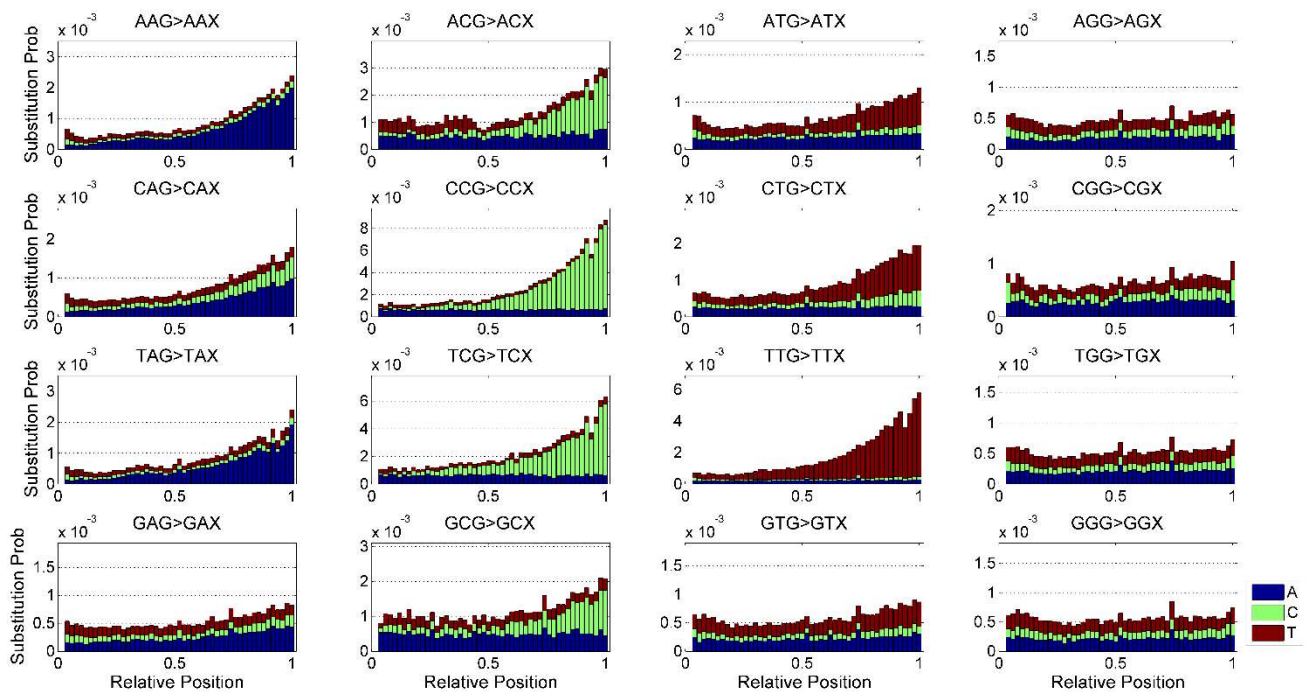 AAG>AAX
x 10⁻³
Substitution Prob
3
2
1
0
0 0.5 1
ACG>ACX
x 10⁻³
3
2
1
0
0 0.5 1
ATG>ATX
x 10⁻³
2
1
0
0 0.5 1
AGG>AGX
x 10⁻³
1.5
1
0.5
0
0 0.5 1
CAG>CAX
x 10⁻³
Substitution Prob
2
1
0
0 0.5 1
CCG>CCX
x 10⁻³
8
6
4
2
0
0 0.5 1
CTG>CTX
x 10⁻³
2
1
0
0 0.5 1
CGG>CGX
x 10⁻³
2
1
0
0 0.5 1
TAG>TAX
x 10⁻³
Substitution Prob
3
2
1
0
0 0.5 1
TCG>TCX
x 10⁻³
6
4
2
0
0 0.5 1
TTG>TTX
x 10⁻³
6
4
2
0
0 0.5 1
TGG>TGX
x 10⁻³
1.5
1
0.5
0
0 0.5 1
GAG>GAX
x 10⁻³
Substitution Prob
1.5
1
0.5
0
0 0.5 1
Relative Position
GCG>GCX
x 10⁻³
3
2
1
0
0 0.5 1
Relative Position
GTG>GTX
x 10⁻³
1.5
1
0.5
0
0 0.5 1
Relative Position
GGG>GGX
x 10⁻³
1.5
1
0.5
0
0 0.5 1
Relative Position
A
C
T